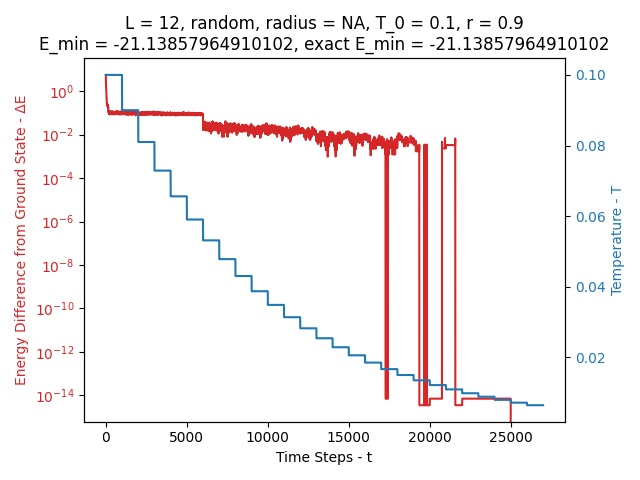 L = 12, random, radius = NA, T_0 = 0.1, r = 0.9
E_min = -21.13857964910102, exact E_min = -21.13857964910102
Energy Difference from Ground State - ΔE
10⁰
10⁻²
10⁻⁴
10⁻⁶
10⁻⁸
10⁻¹⁰
10⁻¹²
10⁻¹⁴
0.10
0.08
0.06
0.04
0.02
Temperature - T
0 5000 10000 15000 20000 25000
Time Steps - t